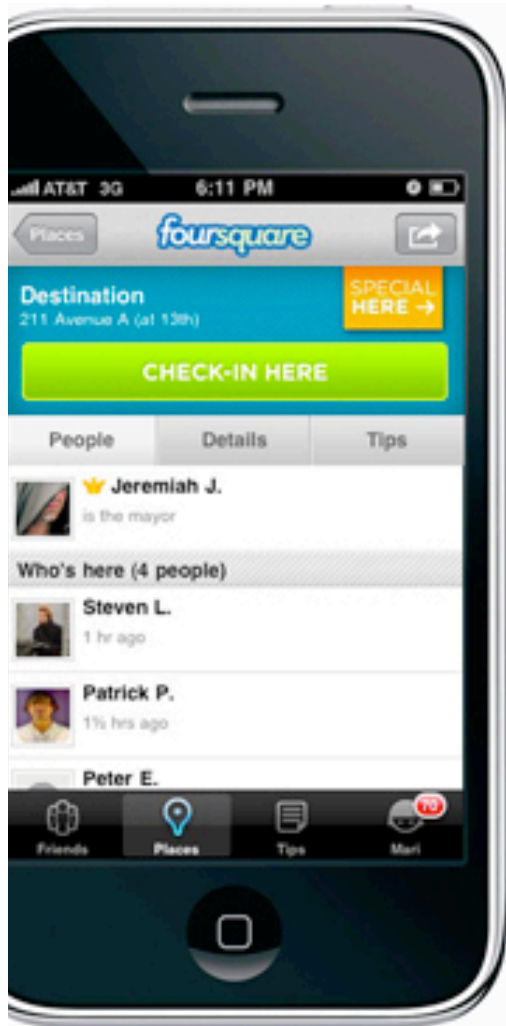 AT&T 3G 6:11 PM
Places foursquare
Destination
211 Avenue A (at 13th)
SPECIAL
HERE →
CHECK-IN HERE
People Details Tips
Jeremiah J.
is the mayor
Who's here (4 people)
Steven L.
1 hr ago
Patrick P.
1½ hrs ago
Peter E.
70
Friends Places Tips Mari